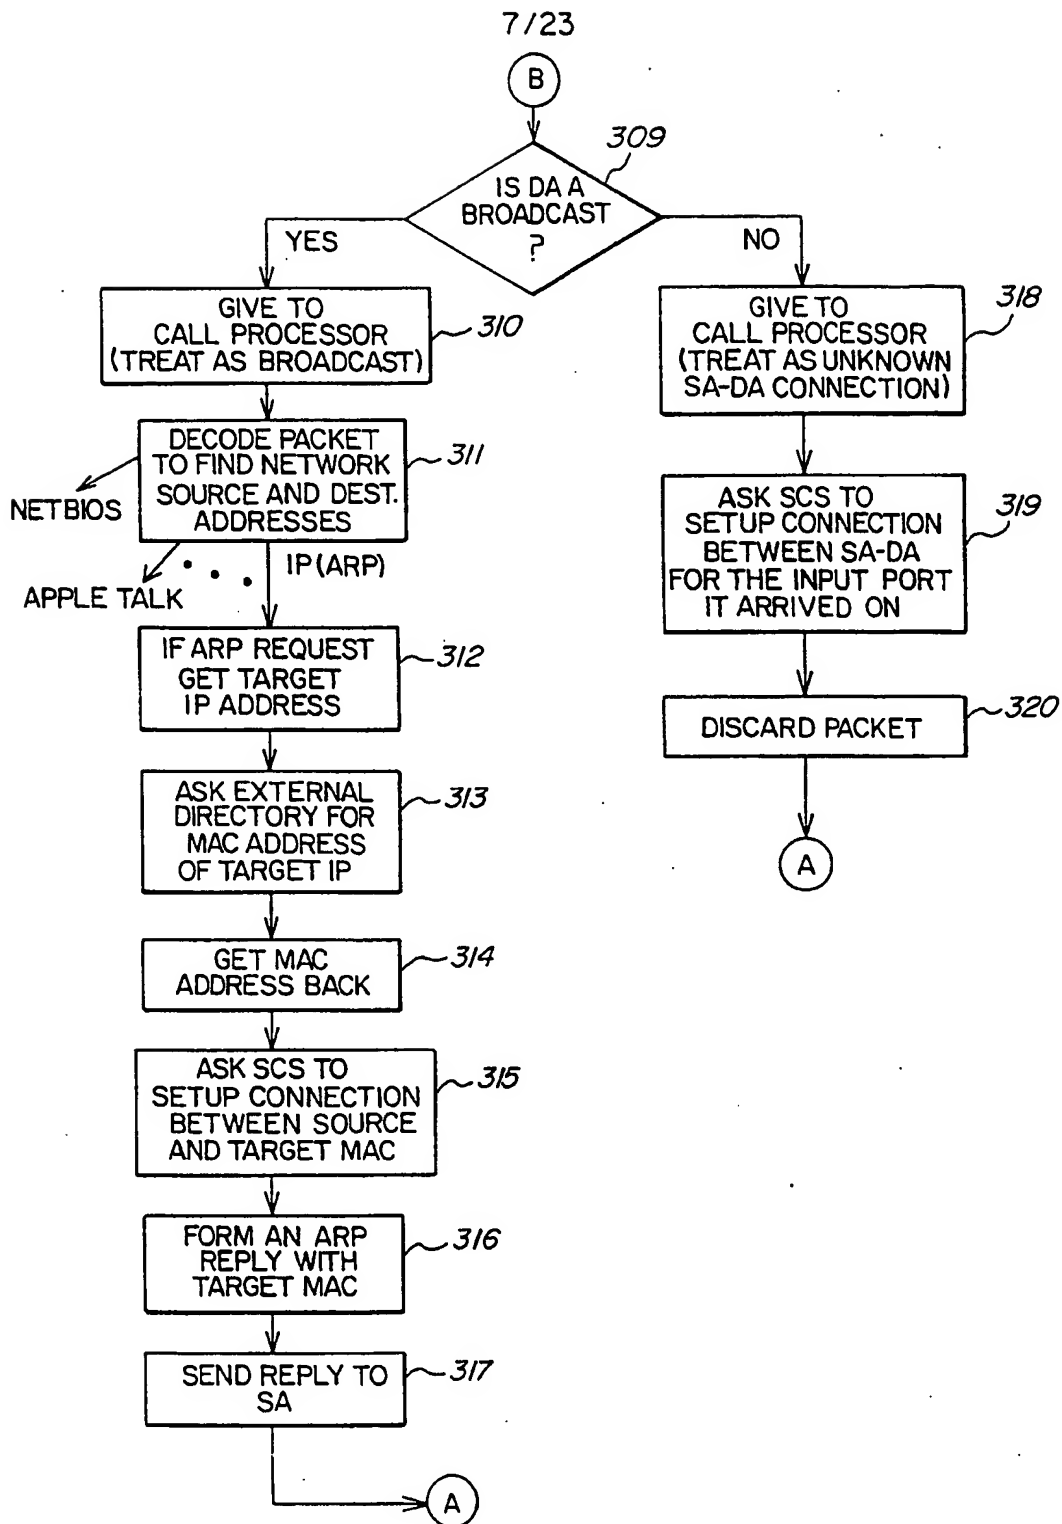 7/23
B
309
IS DA A
BROADCAST
?
YES
NO
GIVE TO
CALL PROCESSOR
(TREAT AS BROADCAST)
310
DECODE PACKET
TO FIND NETWORK
SOURCE AND DEST.
ADDRESSES
311
NETBIOS
APPLE TALK
IP (ARP)
IF ARP REQUEST
GET TARGET
IP ADDRESS
312
ASK EXTERNAL
DIRECTORY FOR
MAC ADDRESS
OF TARGET IP
313
GET MAC
ADDRESS BACK
314
ASK SCS TO
SETUP CONNECTION
BETWEEN SOURCE
AND TARGET MAC
315
FORM AN ARP
REPLY WITH
TARGET MAC
316
SEND REPLY TO
SA
317
A
GIVE TO
CALL PROCESSOR
(TREAT AS UNKNOWN
SA-DA CONNECTION)
318
ASK SCS TO
SETUP CONNECTION
BETWEEN SA-DA
FOR THE INPUT PORT
IT ARRIVED ON
319
DISCARD PACKET
320
A